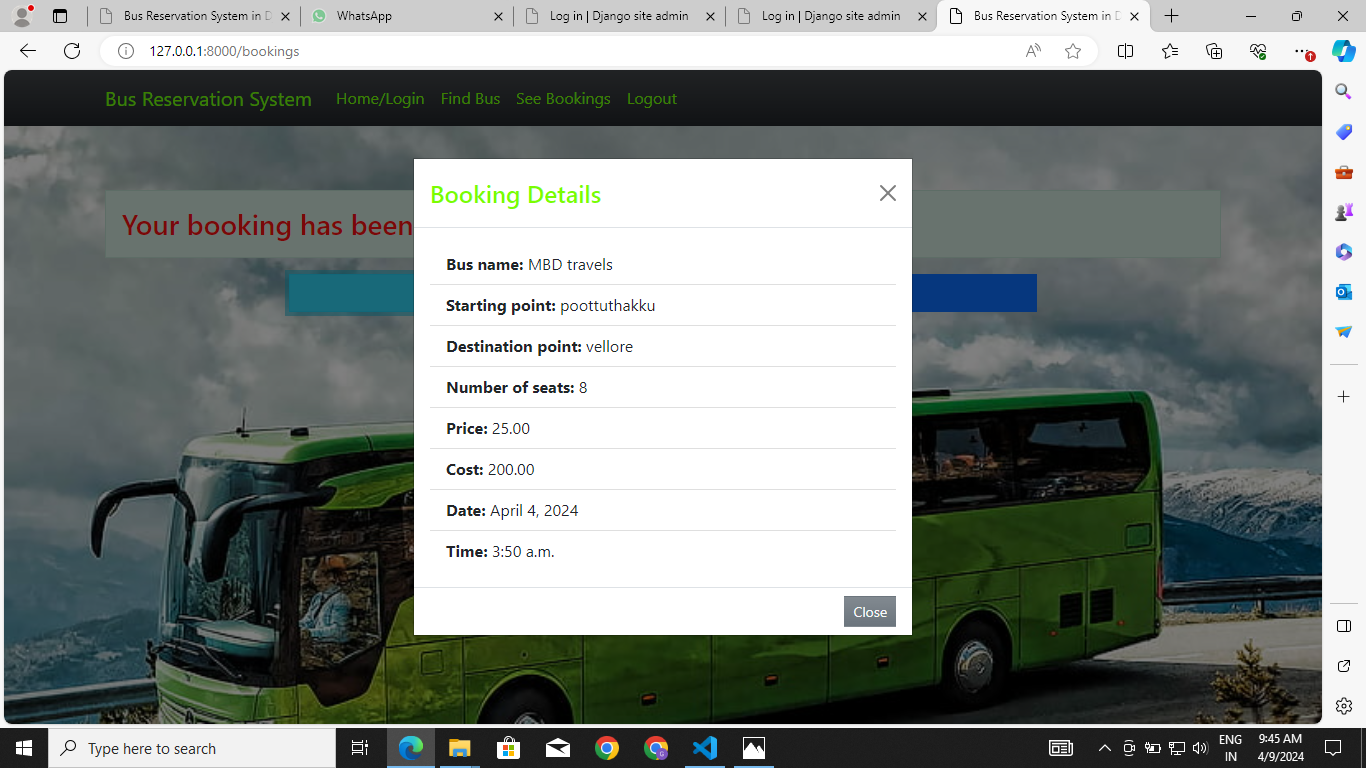 Bus Reservation System in D
WhatsApp
Log in | Django site admin
Log in | Django site admin
Bus Reservation System in D
127.0.0.1:8000/bookings
Bus Reservation System
Home/Login
Find Bus
See Bookings
Logout
Your booking has been
Booking Details
Bus name: MBD travels
Starting point: poottuthakku
Destination point: vellore
Number of seats: 8
Price: 25.00
Cost: 200.00
Date: April 4, 2024
Time: 3:50 a.m.
Close
Type here to search
ENG
IN
9:45 AM
4/9/2024